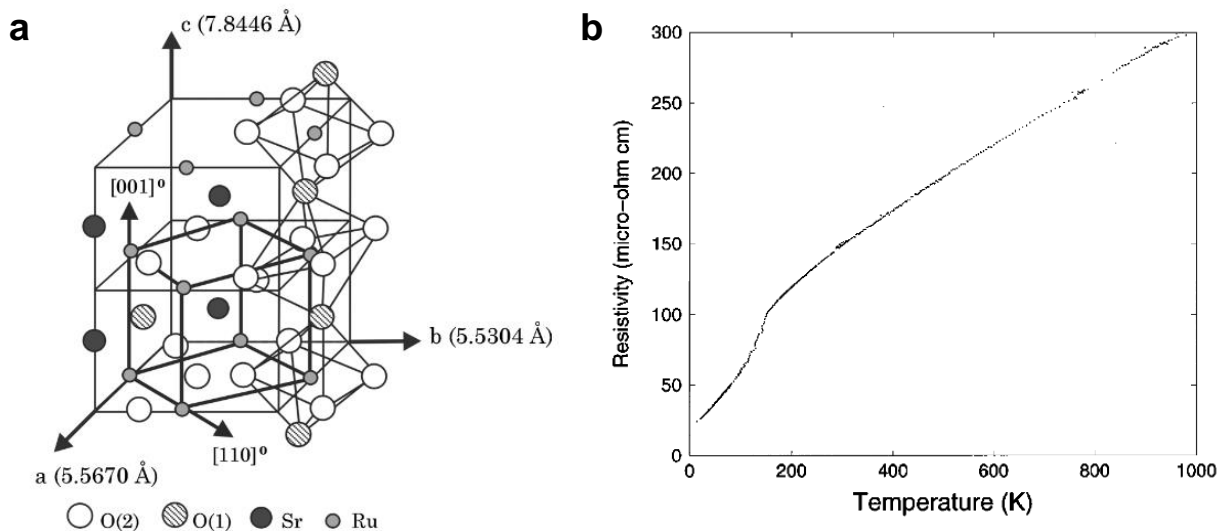 a
c (7.8446 Å)
[001]º
b (5.5304 Å)
[110]º
a (5.5670 Å)
O(2) O(1) Sr Ru
b
Resistivity (micro-ohm cm)
300
250
200
150
100
50
0
0 200 400 600 800 1000
Temperature (K)